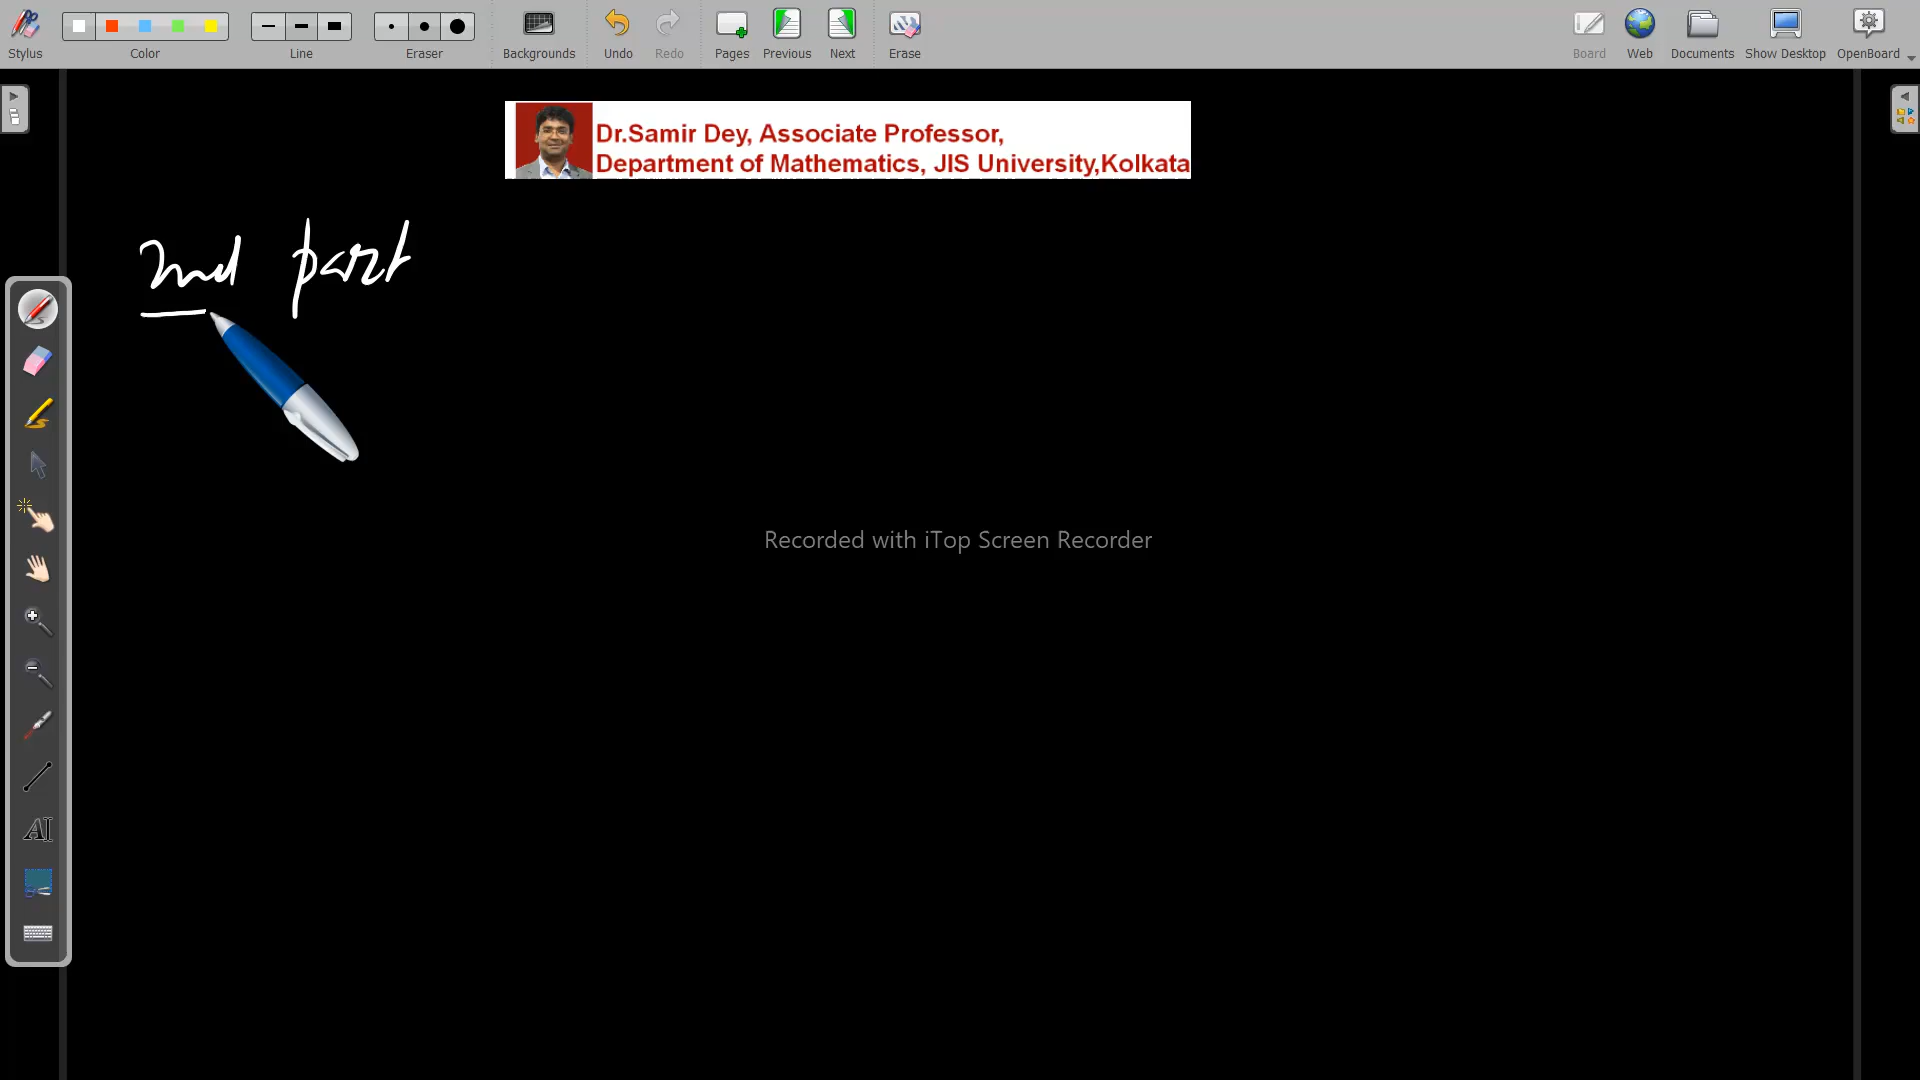 Stylus
Color
Line
Eraser
Backgrounds
Undo
Redo
Pages
Previous
Next
Erase
Board
Web
Documents
Show Desktop
OpenBoard
Dr.Samir Dey, Associate Professor,
Department of Mathematics, JIS University,Kolkata
2nd part
Recorded with iTop Screen Recorder